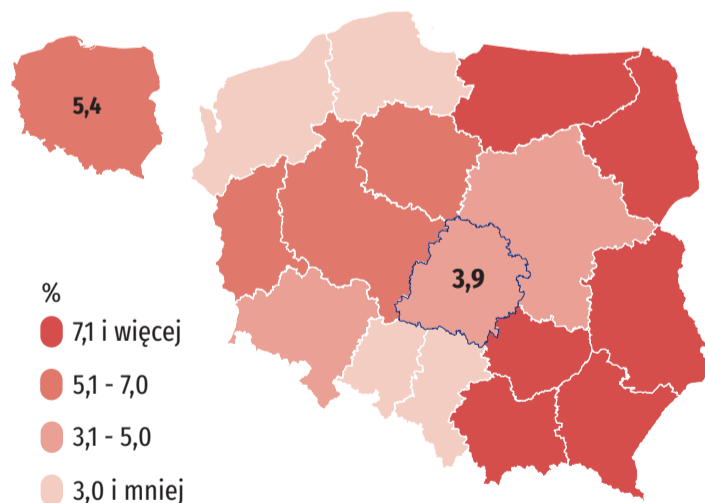 5,4
3,9
%
7,1 i więcej
5,1 - 7,0
3,1 - 5,0
3,0 i mniej